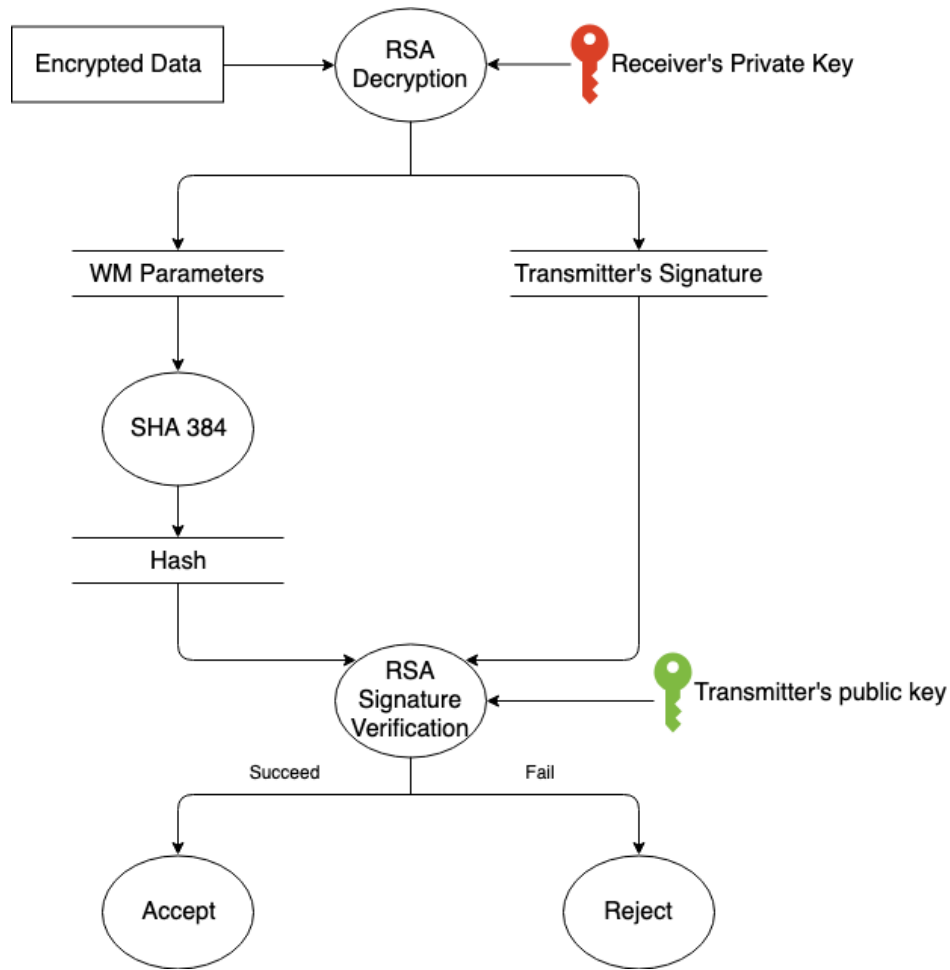 Encrypted Data
RSA
Decryption
Receiver's Private Key
WM Parameters
Transmitter's Signature
SHA 384
Hash
RSA
Signature
Verification
Transmitter's public key
Succeed
Fail
Accept
Reject